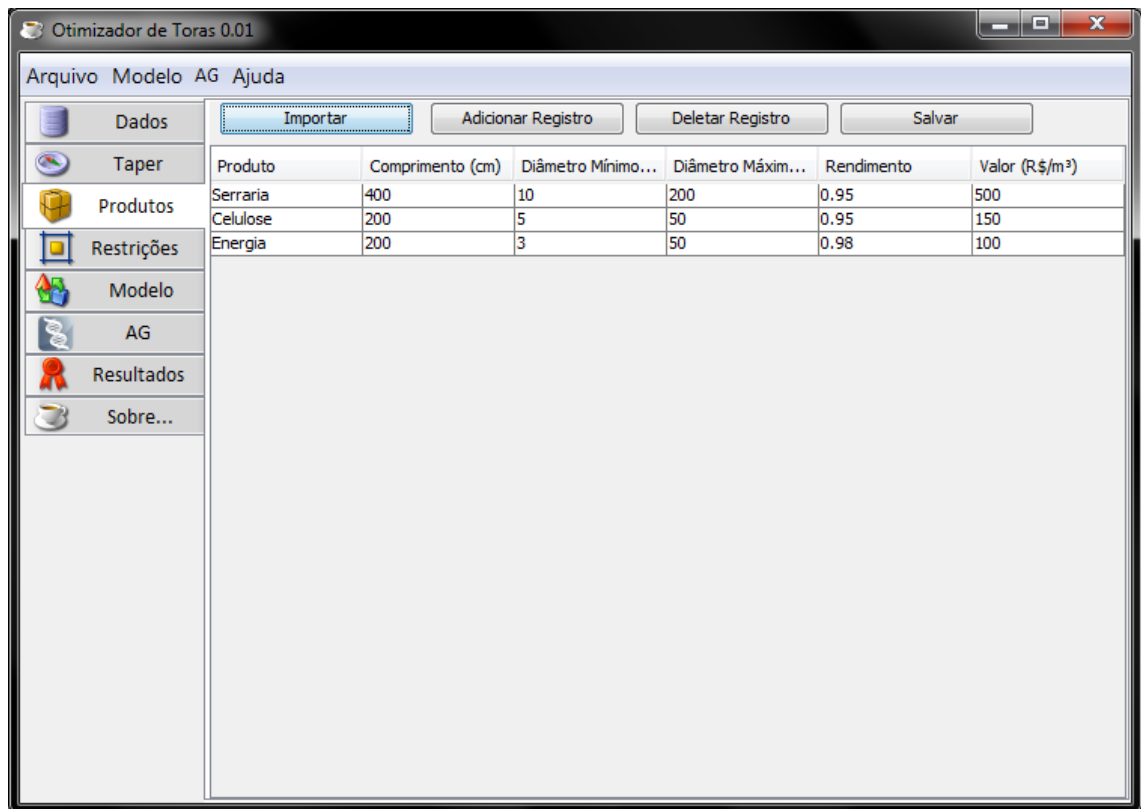 Otimizador de Toras 0.01
Arquivo Modelo AG Ajuda
Dados
Taper
Produtos
Restrições
Modelo
AG
Resultados
Sobre...
Importar Adicionar Registro Deletar Registro Salvar
Produto Comprimento (cm) Diâmetro Mínimo... Diâmetro Máxim... Rendimento Valor (R$/m³)
Serraria 400 10 200 0.95 500
Celulose 200 5 50 0.95 150
Energia 200 3 50 0.98 100